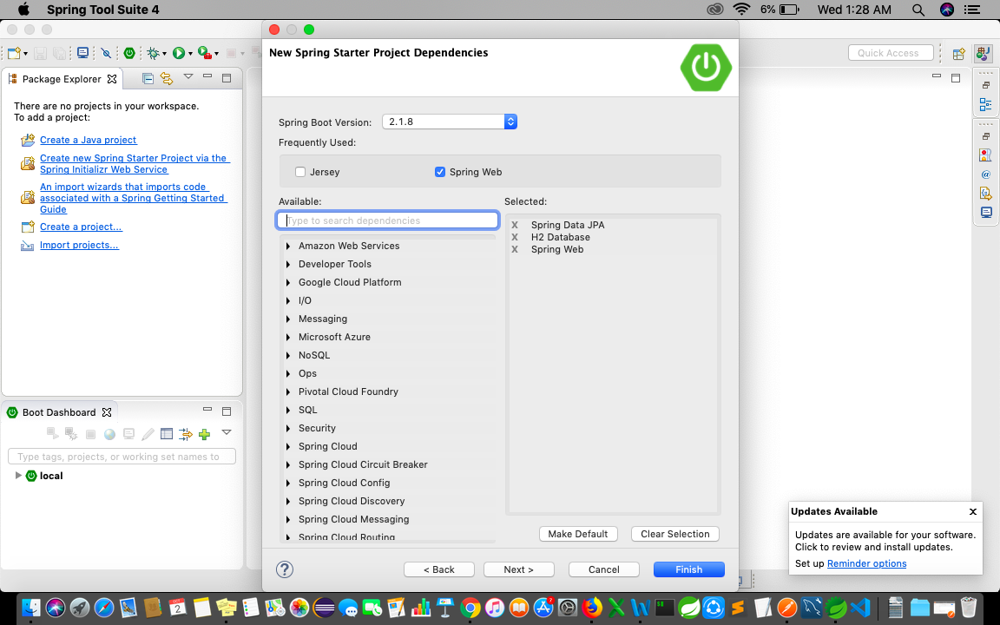 Spring Tool Suite 4
6%
Wed 1:28 AM
New Spring Starter Project Dependencies
Quick Access
Package Explorer
There are no projects in your workspace.
To add a project:
Create a Java project
Create new Spring Starter Project via the
Spring Initializr Web Service
An import wizards that imports code
associated with a Spring Getting Started
Guide
Create a project...
Import projects...
Spring Boot Version:
2.1.8
Frequently Used:
Jersey
Spring Web
Available:
Selected:
Type to search dependencies
X Spring Data JPA
X H2 Database
X Spring Web
Amazon Web Services
Developer Tools
Google Cloud Platform
I/O
Messaging
Microsoft Azure
NoSQL
Ops
Pivotal Cloud Foundry
SQL
Security
Spring Cloud
Spring Cloud Circuit Breaker
Spring Cloud Config
Spring Cloud Discovery
Spring Cloud Messaging
Spring Cloud Routing
Make Default
Clear Selection
?
< Back
Next >
Cancel
Finish
Boot Dashboard
Type tags, projects, or working set names to
local
Updates Available
X
Updates are available for your software.
Click to review and install updates.
Set up Reminder options